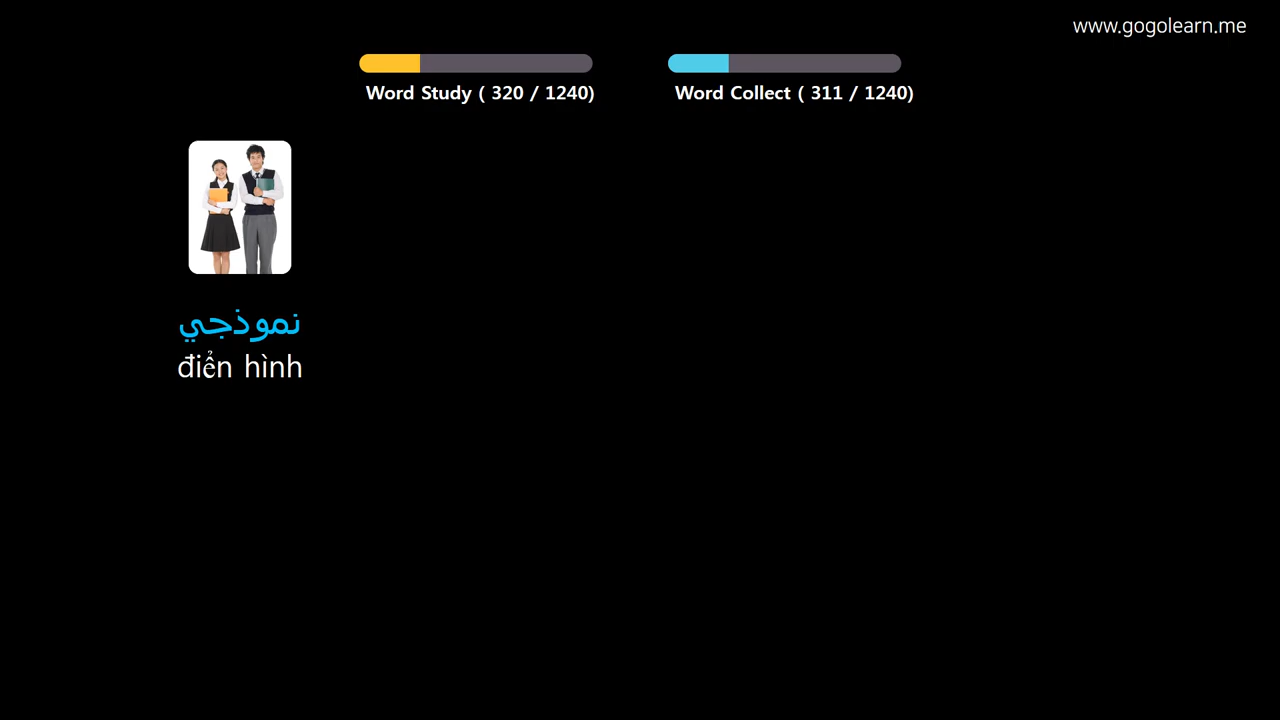 www.gogolearn.me
Word Study ( 320 / 1240)
Word Collect ( 311 / 1240)
نموذجي
điển hình